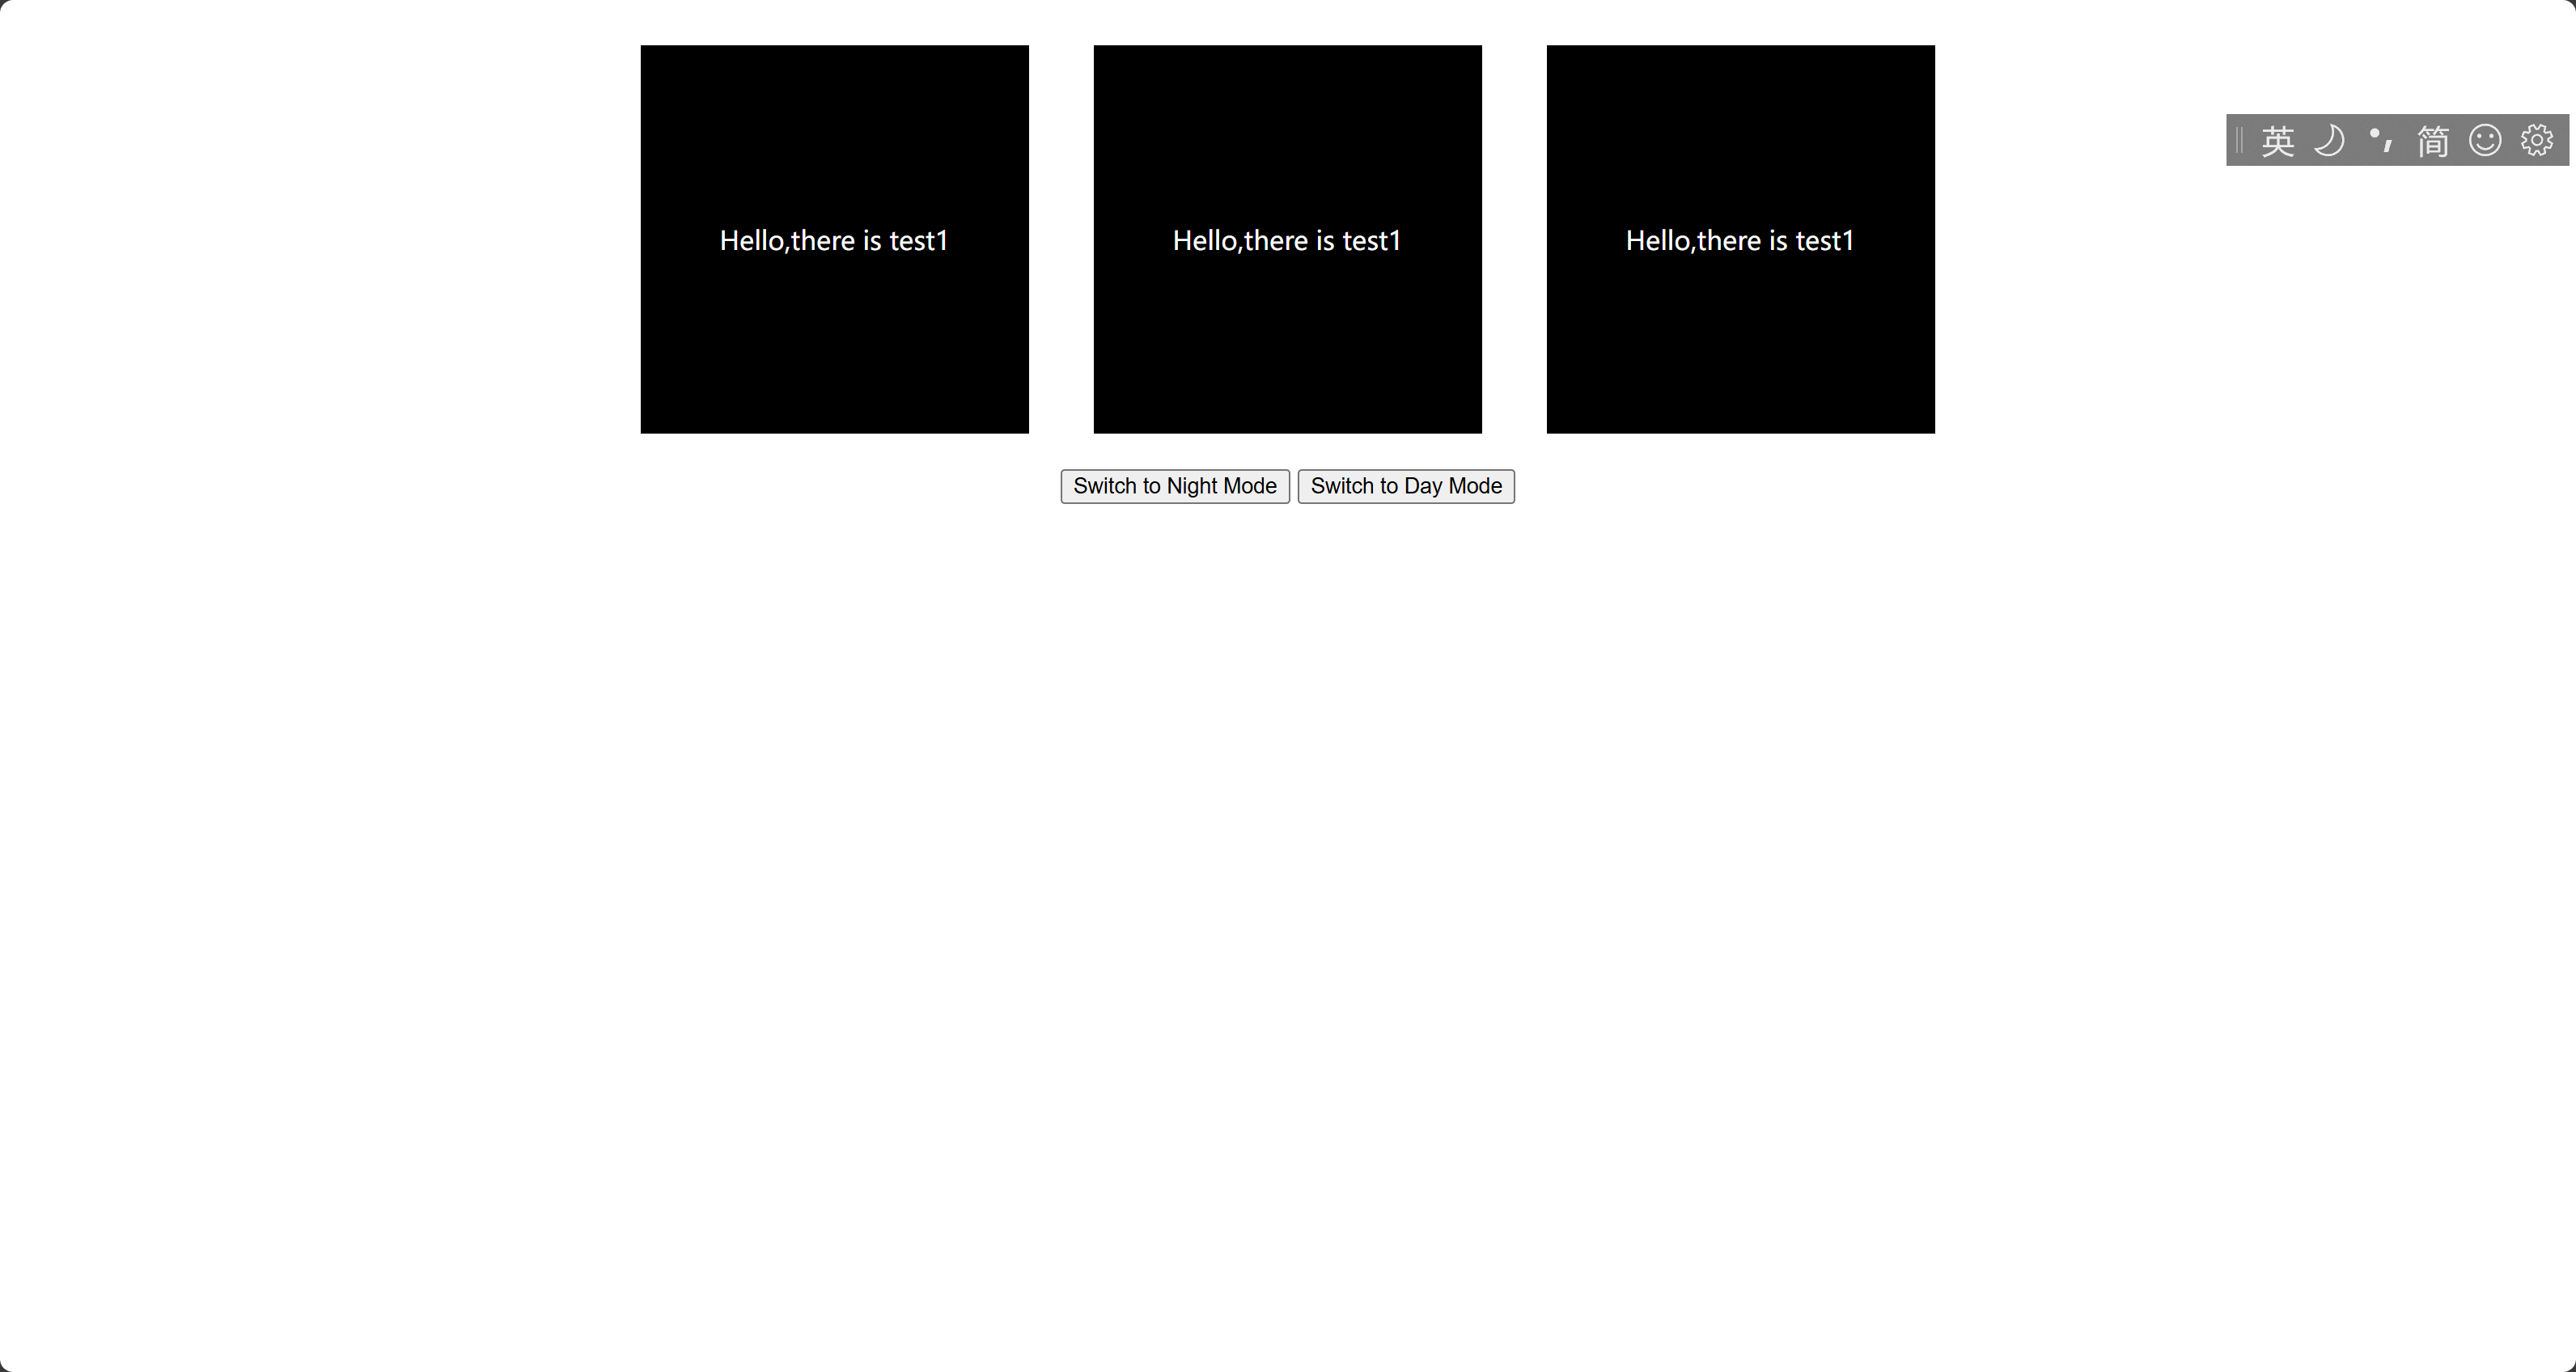 英 简
Hello,there is test1
Hello,there is test1
Hello,there is test1
Switch to Night Mode
Switch to Day Mode